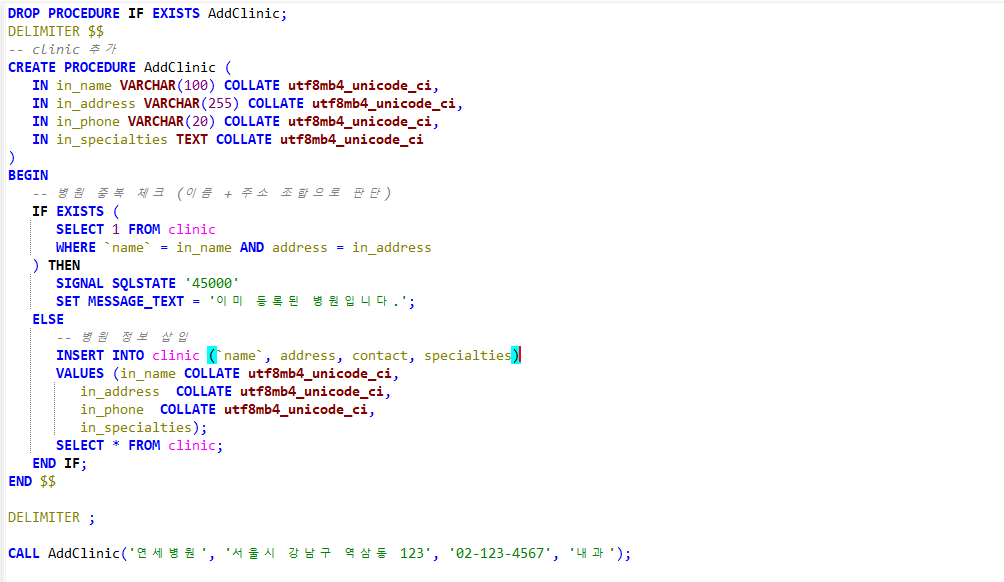 DROP PROCEDURE IF EXISTS AddClinic;
DELIMITER $$
-- clinic 추가
CREATE PROCEDURE AddClinic (
   IN in_name VARCHAR(100) COLLATE utf8mb4_unicode_ci,
   IN in_address VARCHAR(255) COLLATE utf8mb4_unicode_ci,
   IN in_phone VARCHAR(20) COLLATE utf8mb4_unicode_ci,
   IN in_specialties TEXT COLLATE utf8mb4_unicode_ci
)
BEGIN
   -- 병원 중복 체크 (이름 + 주소 조합으로 판단)
   IF EXISTS (
      SELECT 1 FROM clinic
      WHERE `name` = in_name AND address = in_address
   ) THEN
      SIGNAL SQLSTATE '45000'
      SET MESSAGE_TEXT = '이미 등록된 병원입니다.';
   ELSE
      -- 병원 정보 삽입
      INSERT INTO clinic (`name`, address, contact, specialties)
      VALUES (in_name COLLATE utf8mb4_unicode_ci,
         in_address  COLLATE utf8mb4_unicode_ci,
         in_phone  COLLATE utf8mb4_unicode_ci,
         in_specialties);
      SELECT * FROM clinic;
   END IF;
END $$
DELIMITER ;
CALL AddClinic('연세병원', '서울시 강남구 역삼동 123', '02-123-4567', '내과');